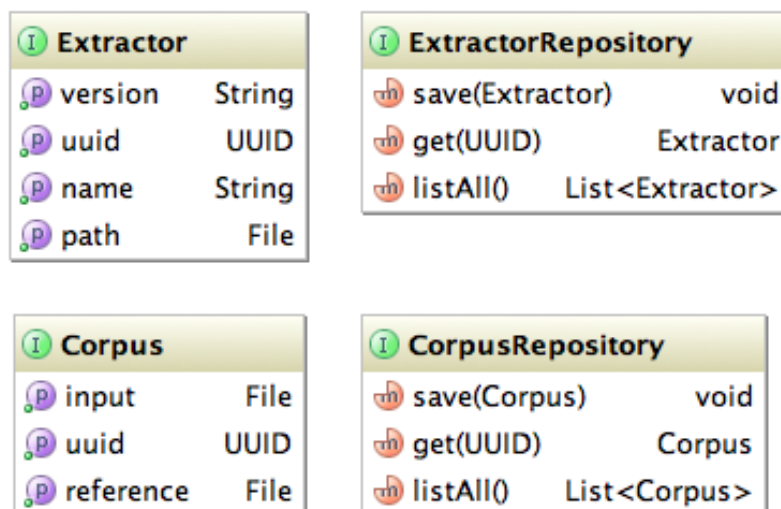 Extractor
version String
uuid UUID
name String
path File
ExtractorRepository
save(Extractor) void
get(UUID) Extractor
listAll() List<Extractor>
Corpus
input File
uuid UUID
reference File
CorpusRepository
save(Corpus) void
get(UUID) Corpus
listAll() List<Corpus>